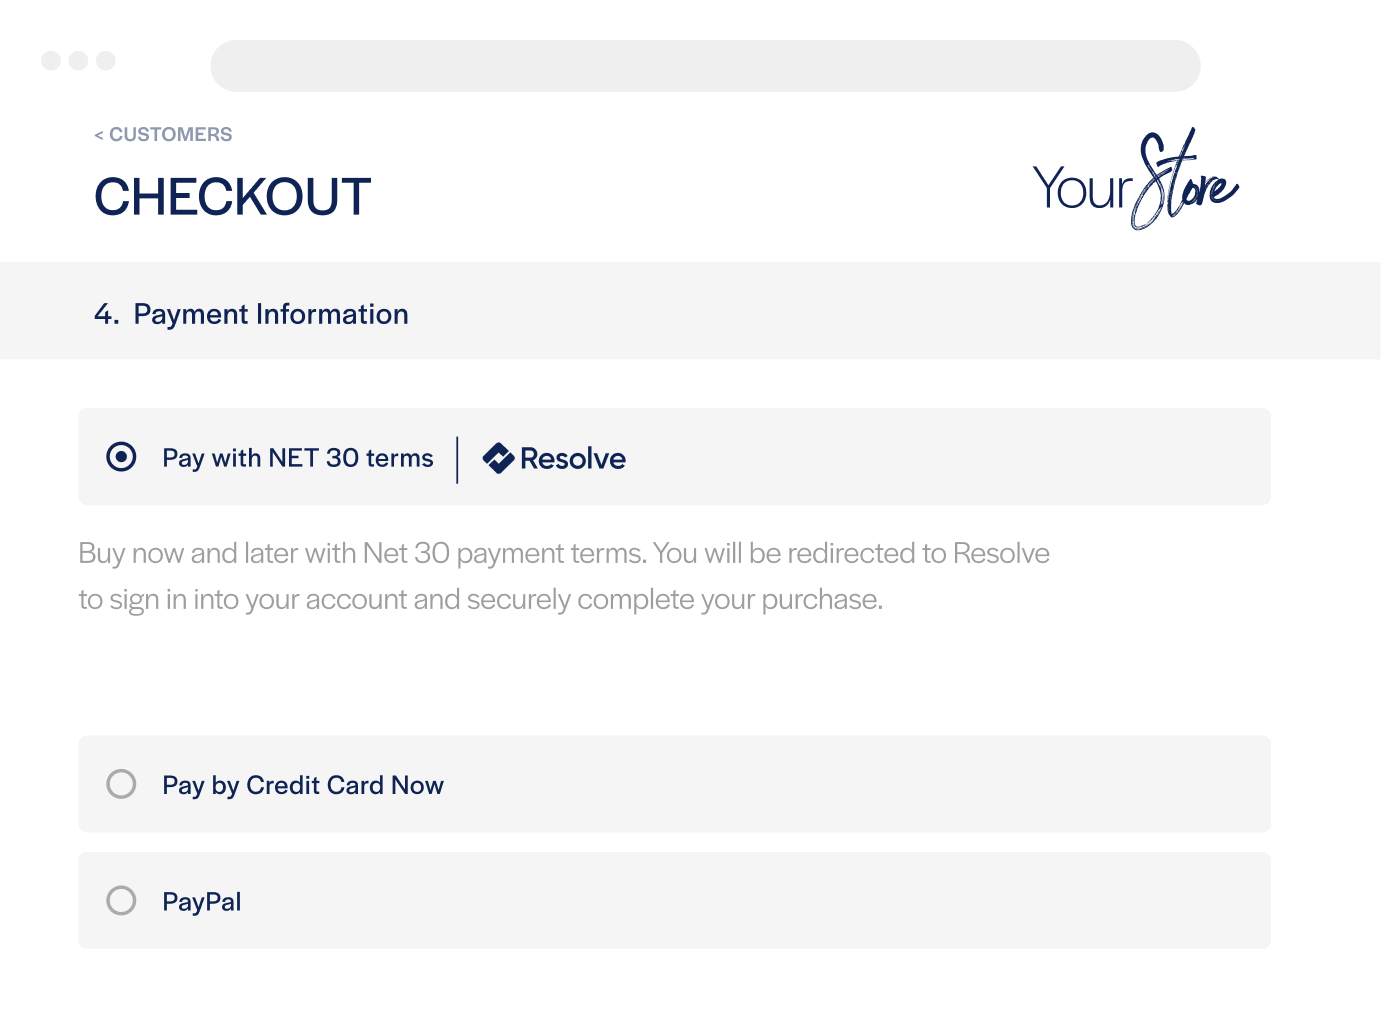 < CUSTOMERS
CHECKOUT
Your Store
4. Payment Information
Pay with NET 30 terms
Resolve
Buy now and later with Net 30 payment terms. You will be redirected to Resolve
to sign in into your account and securely complete your purchase.
Pay by Credit Card Now
PayPal